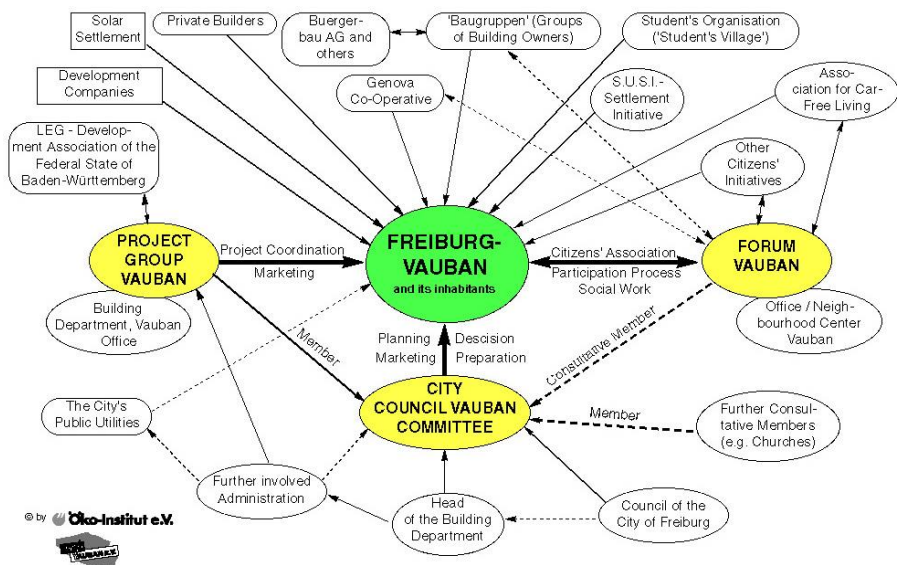 Solar
Settlement
Private Builders
Buerger-
bau AG and
others
'Baugruppen' (Groups
of Building Owners)
Student's Organisation
('Student's Village')
Development
Companies
Genova
Co-Operative
S.U.S.I.-
Settlement
Initiative
Asso-
ciation for Car-
Free Living
LEG - Develop-
ment Association of the
Federal State of
Baden-Württemberg
Other
Citizens'
Initiatives
PROJECT
GROUP
VAUBAN
Project Coordination
Marketing
FREIBURG-
VAUBAN
and its inhabitants
Citizens' Association
Participation Process
Social Work
FORUM
VAUBAN
Building
Department, Vauban
Office
Office / Neigh-
bourhood Center
Vauban
Member
Planning
Marketing
Descision
Preparation
Consultative Member
The City's
Public Utilities
CITY
COUNCIL VAUBAN
COMMITTEE
Member
Further Consul-
tative Members
(e.g. Churches)
Further involved
Administration
Head
of the Building
Department
Council of the
City of Freiburg
© by Öko-Institut e.V.